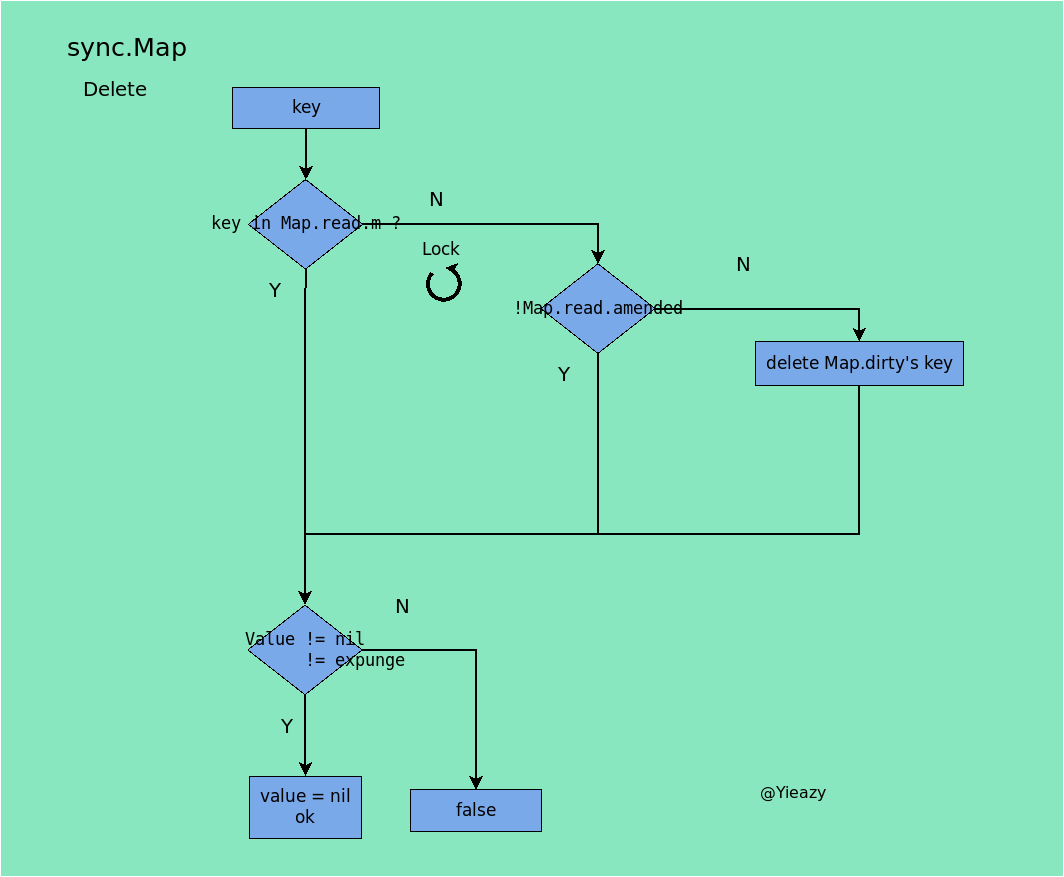 sync.Map
Delete
key
key in Map.read.m ?
N
Lock
Y
N
!Map.read.amended
Y
delete Map.dirty's key
N
Value != nil
!= expunge
Y
value = nil
ok
false
@Yieazy